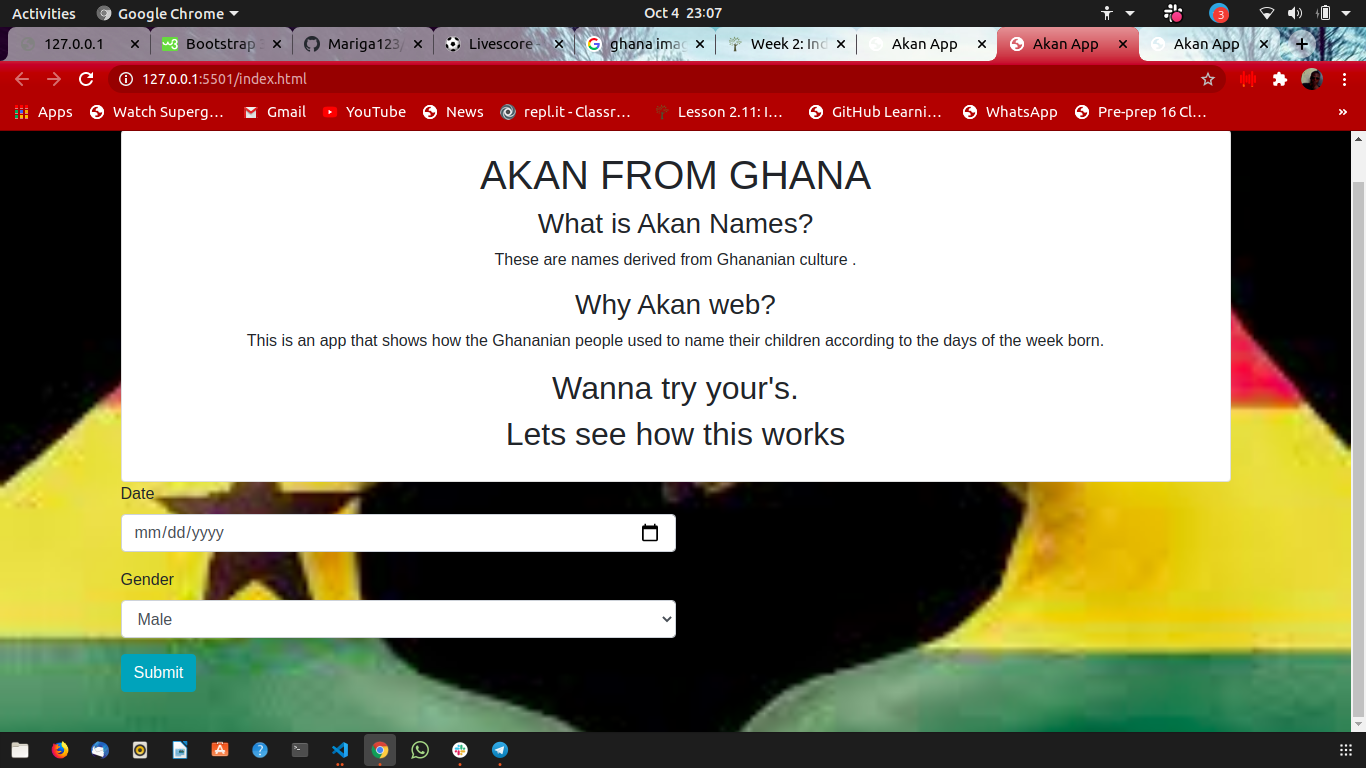 Activities Google Chrome Oct 4 23:07 3
127.0.0.1 Bootstrap Mariga123/ Livescore - ghana imag Week 2: Ind Akan App Akan App Akan App
127.0.0.1:5501/index.html
Apps Watch Superg… Gmail YouTube News repl.it - Classr… Lesson 2.11: I… GitHub Learni… WhatsApp Pre-prep 16 Cl… »
AKAN FROM GHANA
What is Akan Names?
These are names derived from Ghananian culture .
Why Akan web?
This is an app that shows how the Ghananian people used to name their children according to the days of the week born.
Wanna try your's.
Lets see how this works
Date
mm/dd/yyyy
Gender
Male
Submit